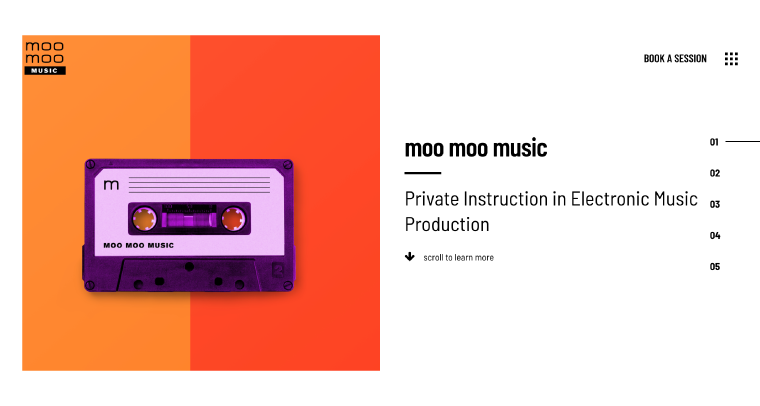 moo
moo
MUSIC
BOOK A SESSION
m
MOO MOO MUSIC
moo moo music
Private Instruction in Electronic Music
Production
scroll to learn more
01
02
03
04
05